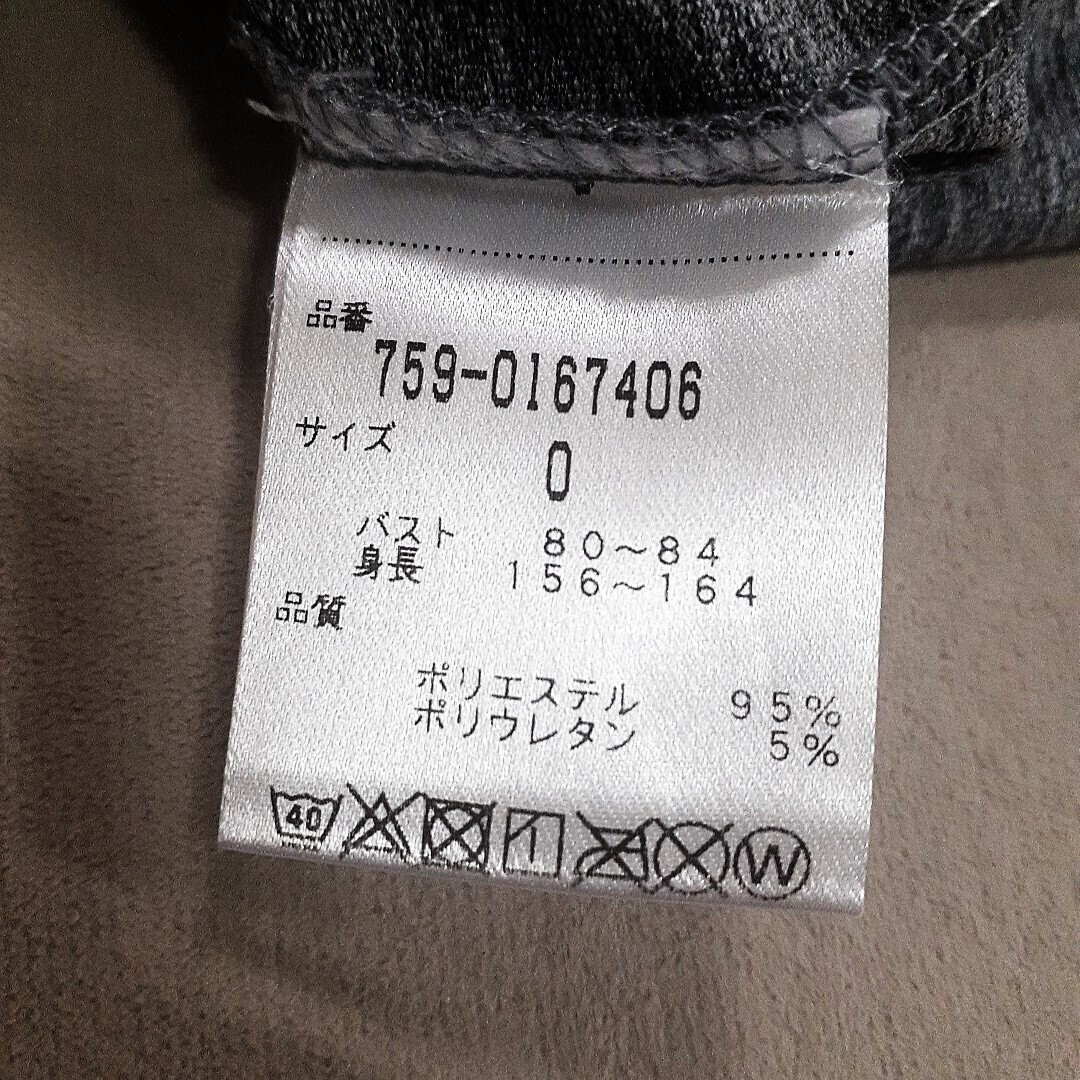 品番
759-0167406
サイズ
0
バスト 80~84
身長 156~164
品質
ポリエステル 95%
ポリウレタン 5%
40 W